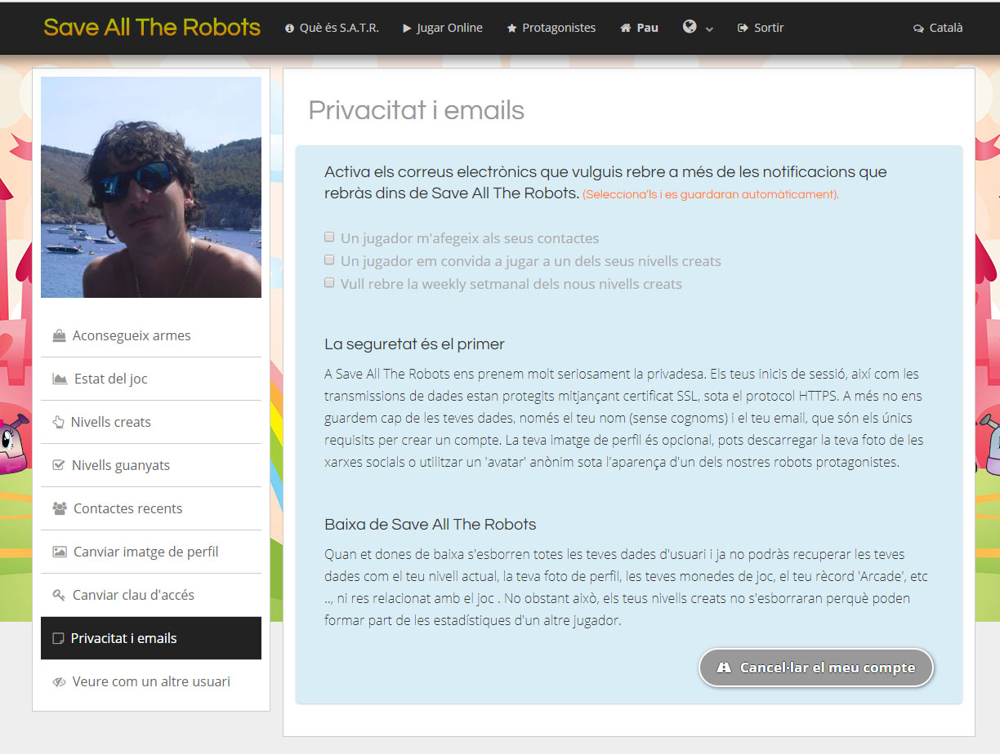 Save All The Robots
Què és S.A.T.R.
Jugar Online
Protagonistes
Pau
Sortir
Català
Aconsegueix armes
Estat del joc
Nivells creats
Nivells guanyats
Contactes recents
Canviar imatge de perfil
Canviar clau d'accés
Privacitat i emails
Veure com un altre usuari
Privacitat i emails
Activa els correus electrònics que vulguis rebre a més de les notificacions que
rebràs dins de Save All The Robots. (Selecciona'ls i es guardaran automàticament).
Un jugador m'afegeix als seus contactes
Un jugador em convida a jugar a un dels seus nivells creats
Vull rebre la weekly setmanal dels nous nivells creats
La seguretat és el primer
A Save All The Robots ens prenem molt seriosament la privadesa. Els teus inicis de sessió, així com les
transmissions de dades estan protegits mitjançant certificat SSL, sota el protocol HTTPS. A més no ens
guardem cap de les teves dades, només el teu nom (sense cognoms) i el teu email, que són els únics
requisits per crear un compte. La teva imatge de perfil és opcional, pots descarregar la teva foto de les
xarxes socials o utilitzar un 'avatar' anònim sota l'aparença d'un dels nostres robots protagonistes.
Baixa de Save All The Robots
Quan et dones de baixa s'esborren totes les teves dades d'usuari i ja no podràs recuperar les teves
dades com el teu nivell actual, la teva foto de perfil, les teves monedes de joc, el teu rècord 'Arcade', etc
.., ni res relacionat amb el joc . No obstant això, els teus nivells creats no s'esborraran perquè poden
formar part de les estadístiques d'un altre jugador.
Cancel·lar el meu compte